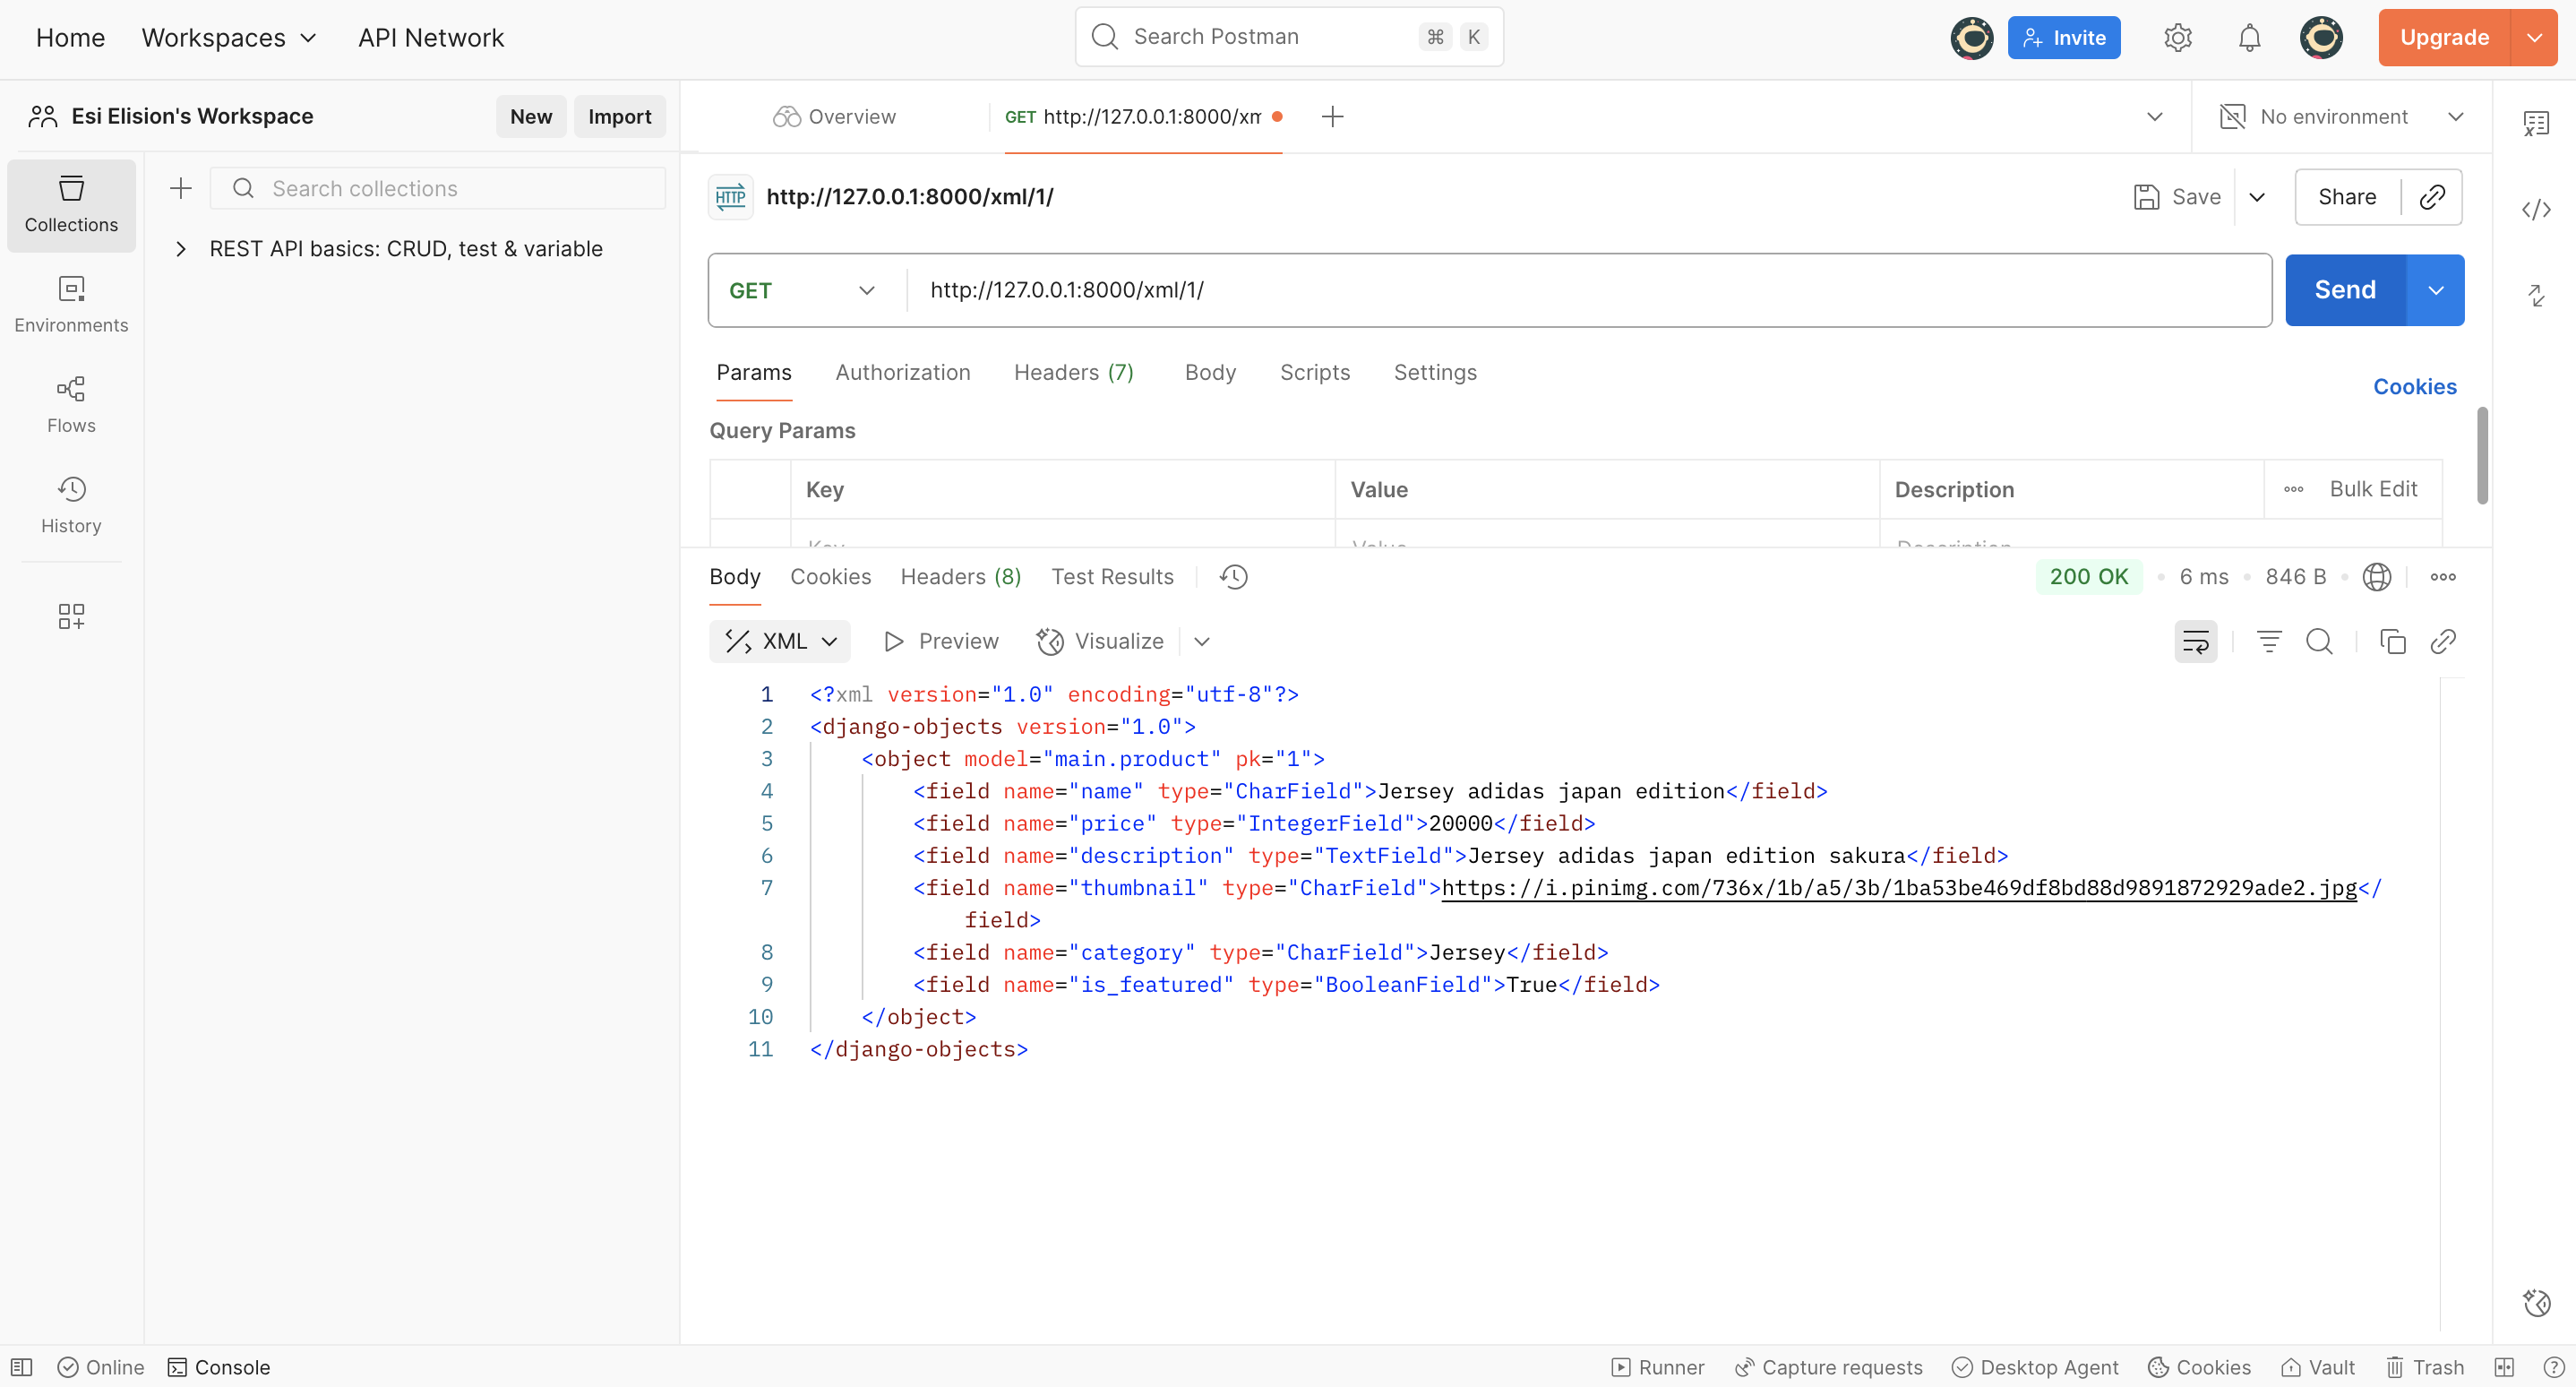 Home Workspaces API Network Search Postman ⌘ K Invite Upgrade
Esi Elision's Workspace New Import
Overview GET http://127.0.0.1:8000/xm No environment
Collections
Environments
Flows
History
Search collections
REST API basics: CRUD, test & variable
HTTP http://127.0.0.1:8000/xml/1/ Save Share
GET http://127.0.0.1:8000/xml/1/ Send
Params Authorization Headers (7) Body Scripts Settings Cookies
Query Params
Key Value Description Bulk Edit
Key Value Description
Body Cookies Headers (8) Test Results 200 OK • 6 ms • 846 B •
XML Preview Visualize
1 <?xml version="1.0" encoding="utf-8"?>
2 <django-objects version="1.0">
3 <object model="main.product" pk="1">
4 <field name="name" type="CharField">Jersey adidas japan edition</field>
5 <field name="price" type="IntegerField">20000</field>
6 <field name="description" type="TextField">Jersey adidas japan edition sakura</field>
7 <field name="thumbnail" type="CharField">https://i.pinimg.com/736x/1b/a5/3b/1ba53be469df8bd88d9891872929ade2.jpg</
field>
8 <field name="category" type="CharField">Jersey</field>
9 <field name="is_featured" type="BooleanField">True</field>
10 </object>
11 </django-objects>
Online Console Runner Capture requests Desktop Agent Cookies Vault Trash